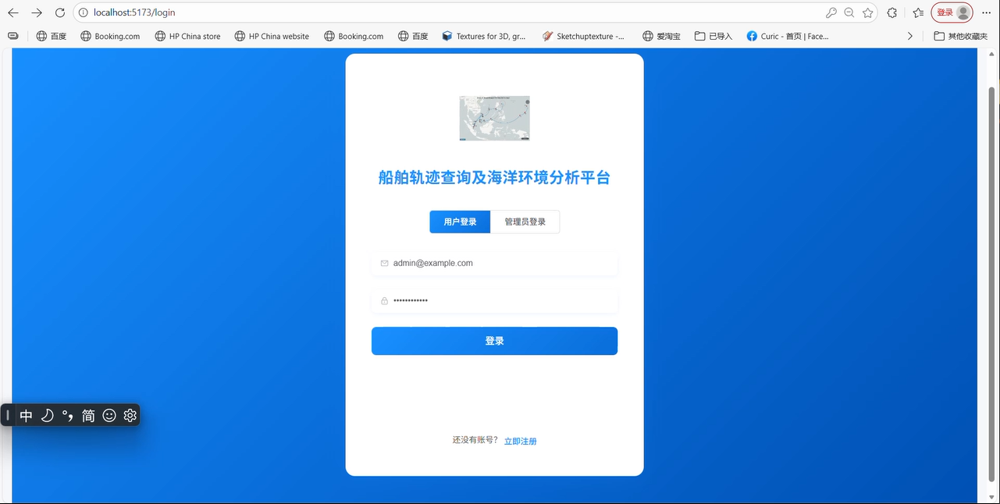 localhost:5173/login
登录
百度
Booking.com
HP China store
HP China website
Booking.com
百度
Textures for 3D, gr...
Sketchuptexture -...
爱淘宝
已导入
Curic - 首页 | Face...
其他收藏夹
船舶轨迹查询及海洋环境分析平台
用户登录
管理员登录
admin@example.com
••••••••••••
登录
中 简
还没有账号？ 立即注册